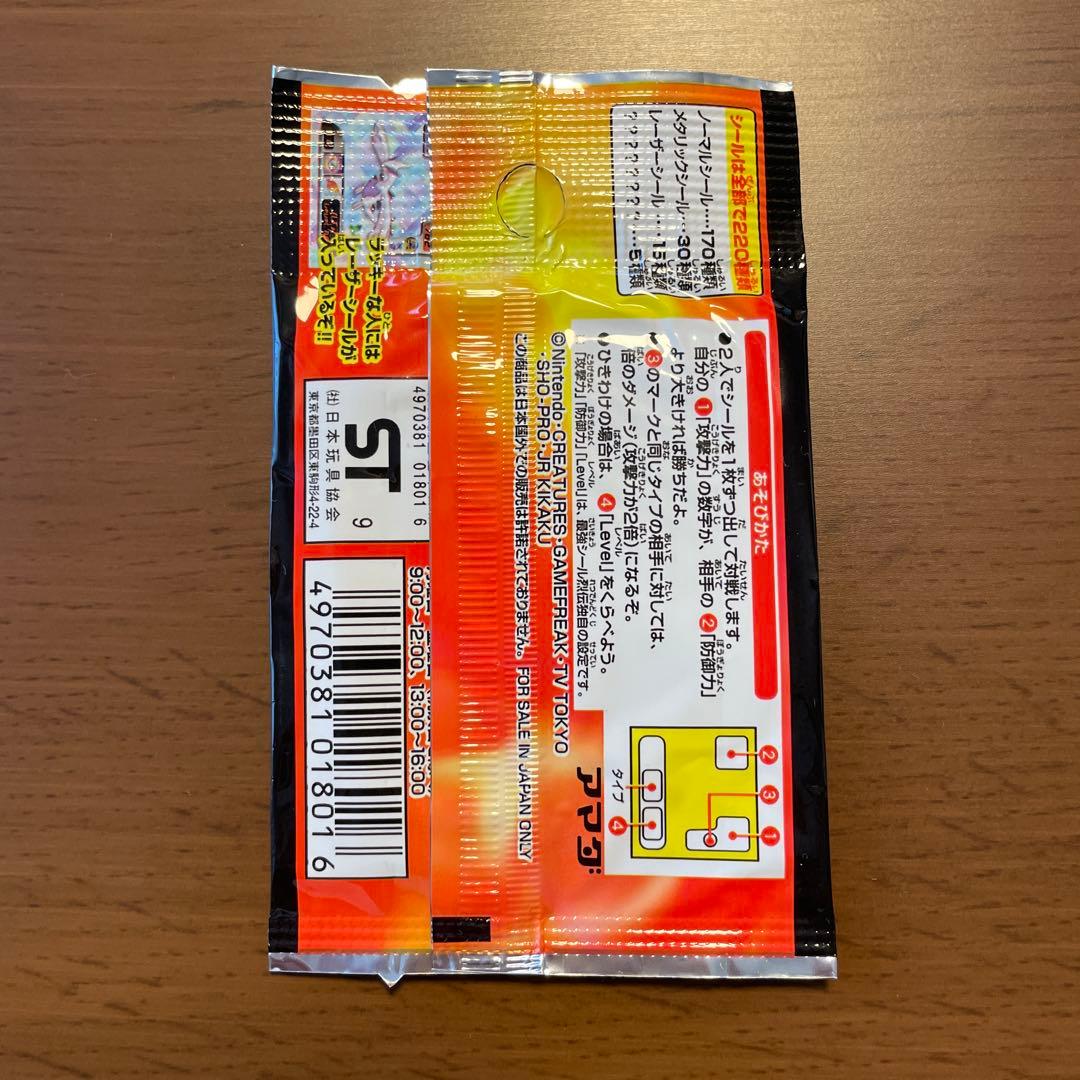 シールは全部で220種類
ノーマルシール…170種類
メタリックシール…30種類
レーザーシール…15種類
？？？？？？？？…5種類
あそびかた
●2人でシールを1枚ずつ出して対戦します。
自分の ❶「攻撃力」の数字が、相手の ❷「防御力」
より大きければ勝ちだよ。
●❸のマークと同じタイプの相手に対しては、
倍のダメージ（攻撃力が2倍）になるぞ。
●ひきわけの場合は、❹「Level」をくらべよう。
「攻撃力」「防御力」「Level」は、最強シール烈伝独自の設定です。
❷
❸
❶
タイプ
❹
アマダ
©Nintendo・CREATURES・GAMEFREAK・TV TOKYO
・SHO-PRO・JR KIKAKU
この商品は日本国外での販売は許諾されておりません。 FOR SALE IN JAPAN ONLY
ラッキーな人には
レーザーシールが
入っているぞ!!
4970381 01801 6
ST
9
(社)日本玩具協会
東京都墨田区東駒形4-22-4
9:00〜12:00、13:00〜16:00
4970381018016